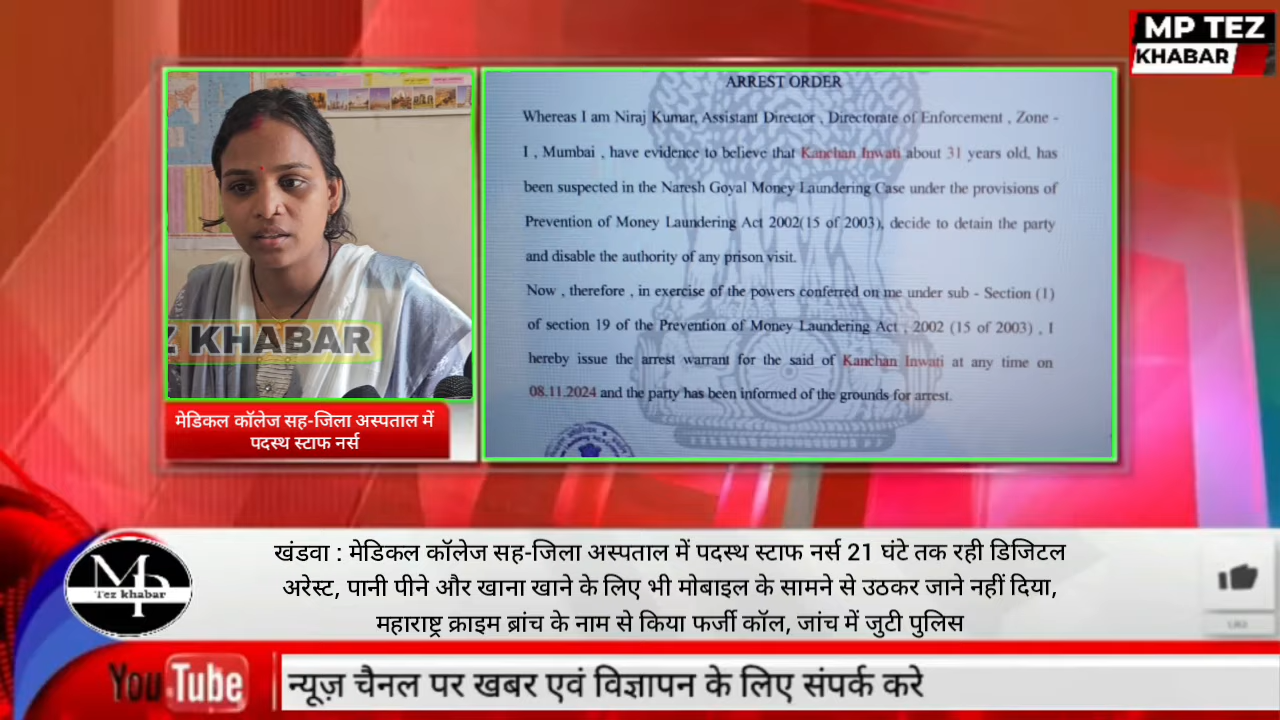 MP TEZ
KHABAR
ARREST ORDER
Whereas I am Niraj Kumar, Assistant Director , Directorate of Enforcement , Zone -
I , Mumbai , have evidence to believe that Kanchan Inwati about 31 years old, has
been suspected in the Naresh Goyal Money Laundering Case under the provisions of
Prevention of Money Laundering Act 2002(15 of 2003), decide to detain the party
and disable the authority of any prison visit.
Now , therefore , in exercise of the powers conferred on me under sub - Section (1)
of section 19 of the Prevention of Money Laundering Act , 2002 (15 of 2003) , I
hereby issue the arrest warrant for the said of Kanchan Inwati at any time on
08.11.2024 and the party has been informed of the grounds for arrest.
Z KHABAR
मेडिकल कॉलेज सह-जिला अस्पताल में
पदस्थ स्टाफ नर्स
खंडवा : मेडिकल कॉलेज सह-जिला अस्पताल में पदस्थ स्टाफ नर्स 21 घंटे तक रही डिजिटल
अरेस्ट, पानी पीने और खाना खाने के लिए भी मोबाइल के सामने से उठकर जाने नहीं दिया,
महाराष्ट्र क्राइम ब्रांच के नाम से किया फर्जी कॉल, जांच में जुटी पुलिस
MP
Tez khabar
YouTube
न्यूज़ चैनल पर खबर एवं विज्ञापन के लिए संपर्क करे